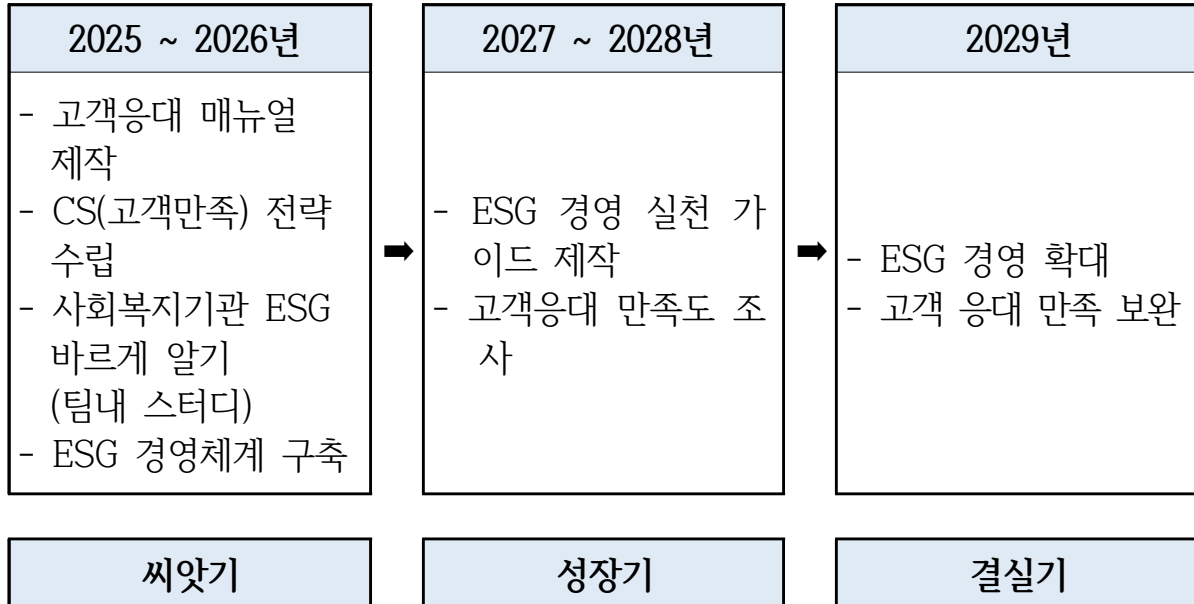 2025 ~ 2026년
- 고객응대 매뉴얼
제작
- CS(고객만족) 전략
수립
- 사회복지기관 ESG
바르게 알기
(팀내 스터디)
- ESG 경영체계 구축
➡
2027 ~ 2028년
- ESG 경영 실천 가
이드 제작
- 고객응대 만족도 조
사
➡
2029년
- ESG 경영 확대
- 고객 응대 만족 보완
씨앗기
성장기
결실기